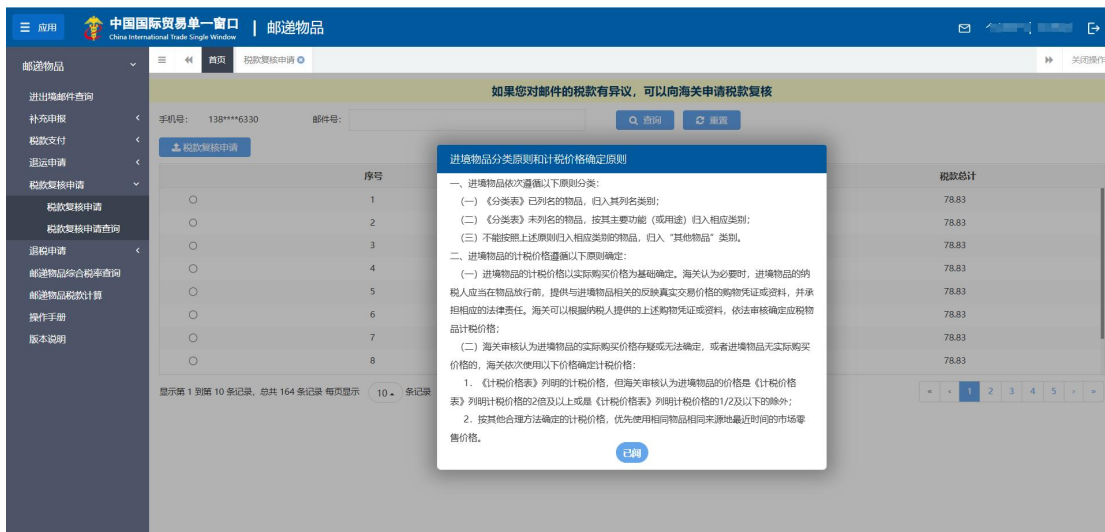 应用
中国国际贸易单一窗口 | 邮递物品
China International Trade Single Window
邮递物品
首页 税款复核申请
关闭操作
进出境邮件查询
补充申报
税款支付
退运申请
税款复核申请
税款复核申请
税款复核申请查询
退税申请
邮递物品综合税率查询
邮递物品税款计算
操作手册
版本说明
如果您对邮件的税款有异议，可以向海关申请税款复核
手机号： 138****6330 邮件号： 查询 重置
税款复核申请
序号 税款总计
1 78.83
2 78.83
3 78.83
4 78.83
5 78.83
6 78.83
7 78.83
8 78.83
显示第 1 到第 10 条记录，总共 164 条记录 每页显示 10 条记录
« ‹ 1 2 3 4 5 › »
进境物品分类原则和计税价格确定原则
一、进境物品依次遵循以下原则分类：
（一）《分类表》已列名的物品，归入其列名类别；
（二）《分类表》未列名的物品，按其主要功能（或用途）归入相应类别；
（三）不能按照上述原则归入相应类别的物品，归入“其他物品”类别。
二、进境物品的计税价格遵循以下原则确定：
（一）进境物品的计税价格以实际购买价格为基础确定。海关认为必要时，进境物品的纳
税人应当在物品放行前，提供与进境物品相关的反映真实交易价格的购物凭证或资料，并承
担相应的法律责任。海关可以根据纳税人提供的上述购物凭证或资料，依法审核确定应税物
品计税价格；
（二）海关审核认为进境物品的实际购买价格存疑或无法确定，或者进境物品无实际购买
价格的，海关依次使用以下价格确定计税价格：
1．《计税价格表》列明的计税价格，但海关审核认为进境物品的价格是《计税价格
表》列明计税价格的2倍及以上或是《计税价格表》列明计税价格的1/2及以下的除外；
2．按其他合理方法确定的计税价格，优先使用相同物品相同来源地最近时间的市场零
售价格。
已阅